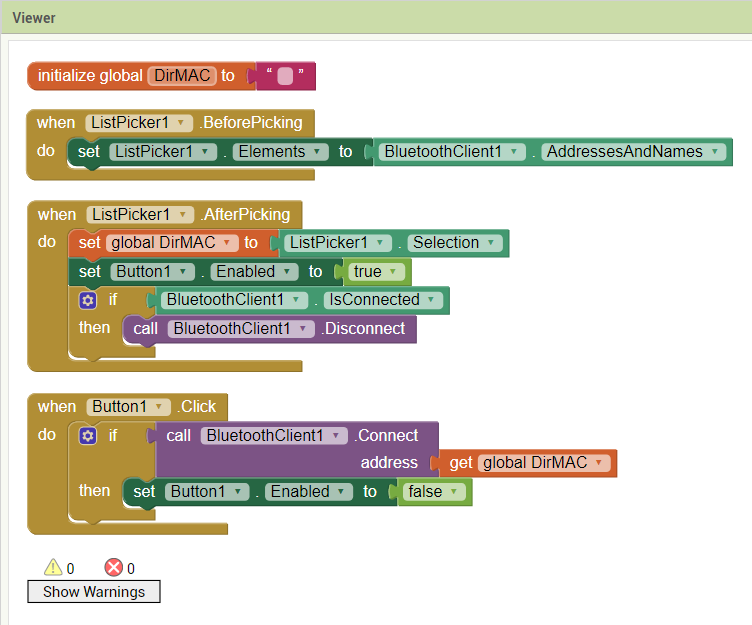 Viewer
initialize global DirMAC to " "
when ListPicker1 .BeforePicking
do set ListPicker1 . Elements to BluetoothClient1 . AddressesAndNames
when ListPicker1 .AfterPicking
do set global DirMAC to ListPicker1 . Selection
set Button1 . Enabled to true
if BluetoothClient1 . IsConnected
then call BluetoothClient1 .Disconnect
when Button1 .Click
do if call BluetoothClient1 .Connect
address get global DirMAC
then set Button1 . Enabled to false
0 0
Show Warnings